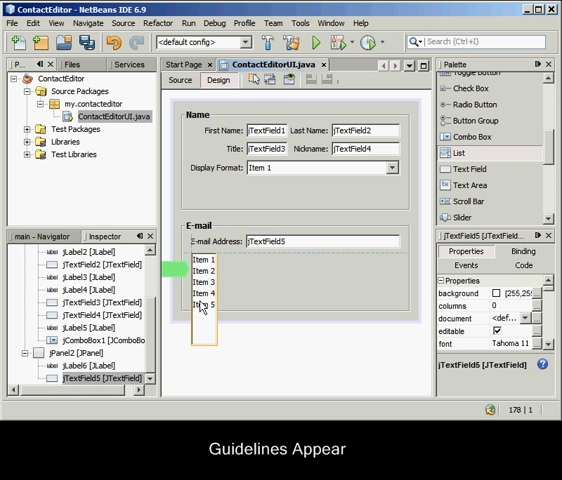 ContactEditor - NetBeans IDE 6.9
File Edit View Navigate Source Refactor Run Debug Profile Team Tools Window Help
<default config>
Search (Ctrl+I)
P... Files Services
Start Page ContactEditorUI.java
Palette
ContactEditor
Source Packages
my.contacteditor
ContactEditorUI.java
Test Packages
Libraries
Test Libraries
Source Design
Name
First Name: jTextField1 Last Name: jTextField2
Title: jTextField3 Nickname: jTextField4
Display Format: Item 1
E-mail
E-mail Address: jTextField5
Item 1
Item 2
Item 3
Item 4
Item 5
Toggle Button
Check Box
Radio Button
Button Group
Combo Box
List
Text Field
Text Area
Scroll Bar
Slider
main - Navigator Inspector
jLabel2 [JLabel]
jTextField2 [JTextField]
jLabel3 [JLabel]
jLabel4 [JLabel]
jTextField3 [JTextField]
jTextField4 [JTextField]
jLabel5 [JLabel]
jComboBox1 [JComboBo
jPanel2 [JPanel]
jLabel6 [JLabel]
jTextField5 [JTextField]
jTextField5 [JTextField]...
Properties Binding
Events Code
Properties
background [255,25
columns 0
document <def...
editable
font Tahoma 11
jTextField5 [JTextField]
178 | 1
Guidelines Appear